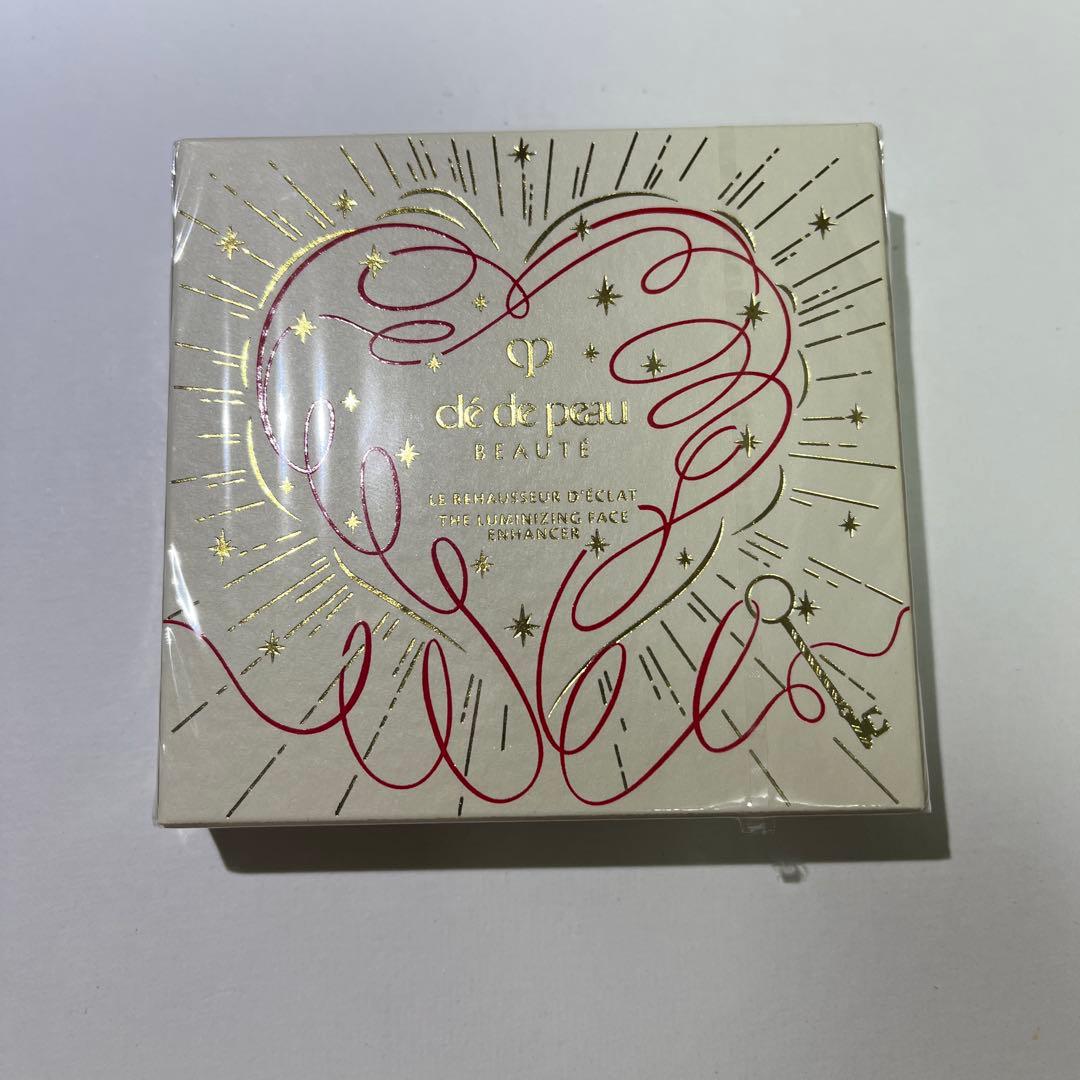 clé de peau
BEAUTÉ
LE REHAUSSEUR D'ÉCLAT
THE LUMINIZING FACE
ENHANCER